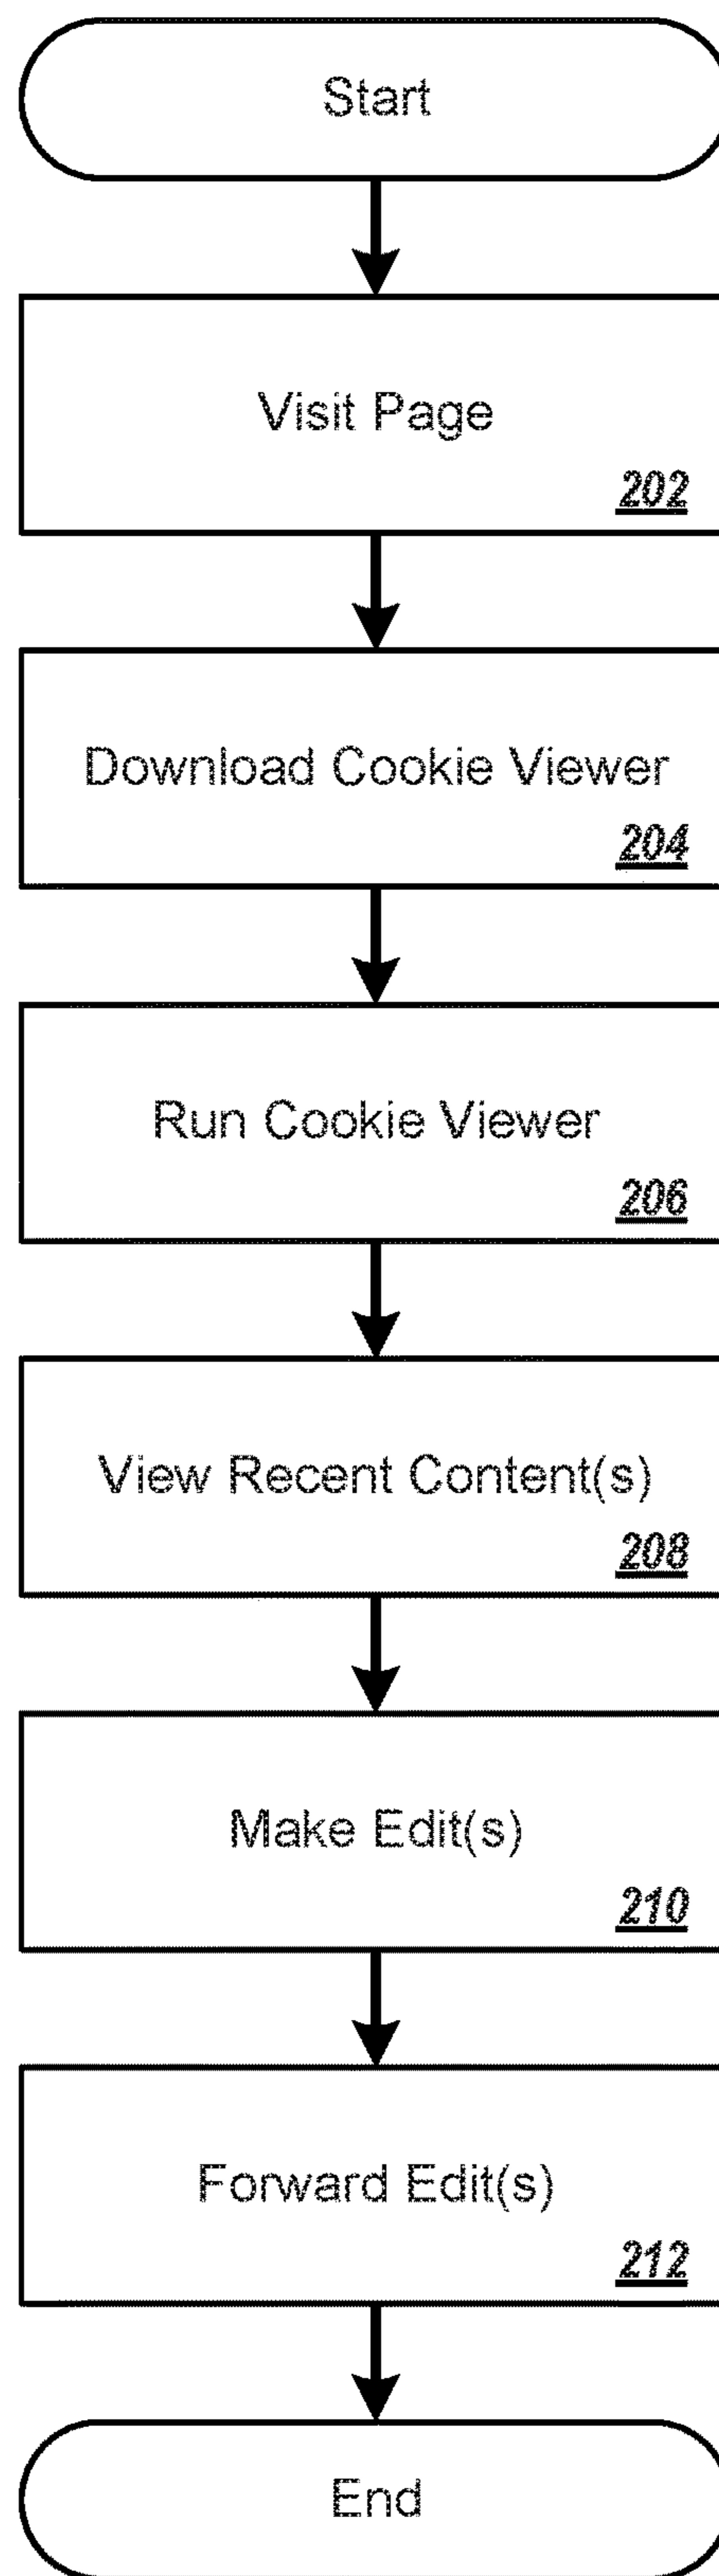 Start
Visit Page
202
Download Cookie Viewer
204
Run Cookie Viewer
206
View Recent Content(s)
208
Make Edit(s)
210
Forward Edit(s)
212
End